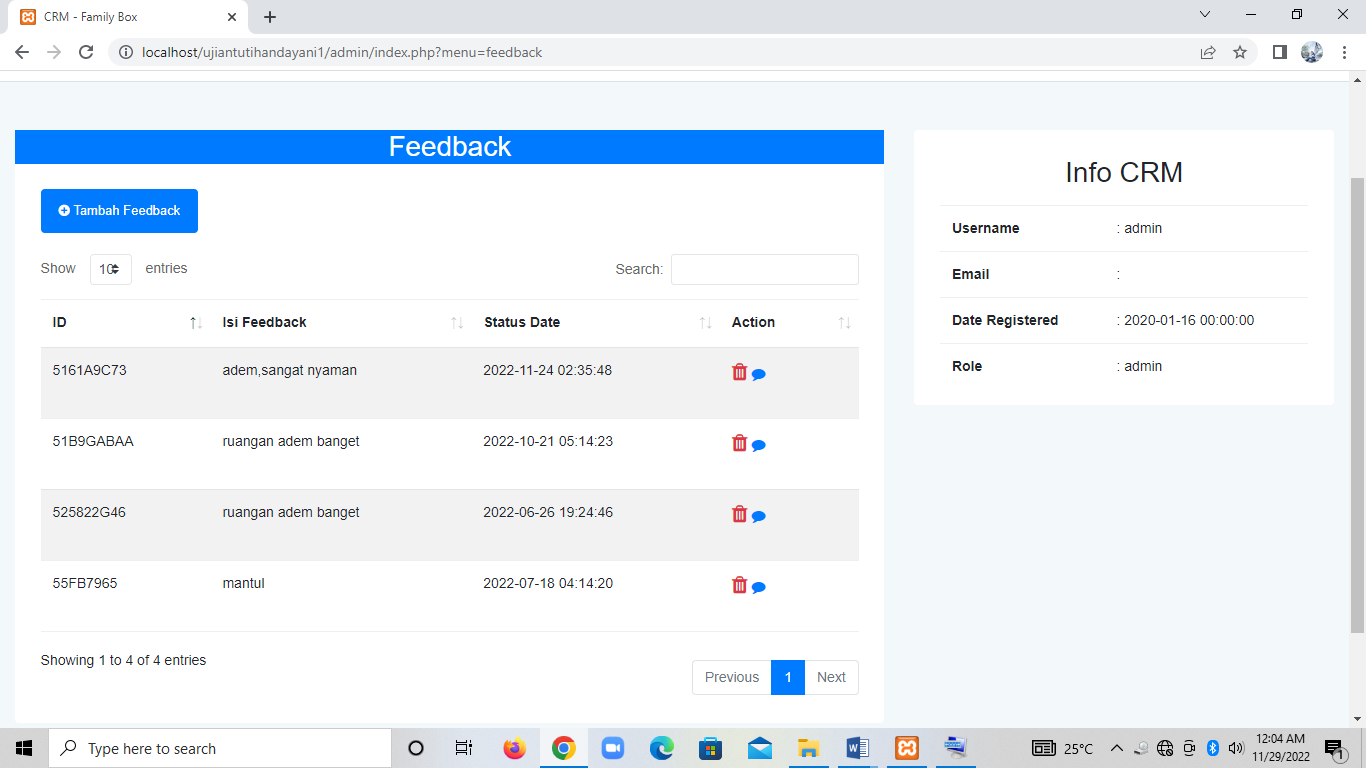 CRM - Family Box
localhost/ujiantutihandayani1/admin/index.php?menu=feedback
Feedback
Tambah Feedback
Show 10 entries
Search:
ID Isi Feedback Status Date Action
5161A9C73 adem,sangat nyaman 2022-11-24 02:35:48
51B9GABAA ruangan adem banget 2022-10-21 05:14:23
525822G46 ruangan adem banget 2022-06-26 19:24:46
55FB7965 mantul 2022-07-18 04:14:20
Showing 1 to 4 of 4 entries
Previous 1 Next
Info CRM
Username : admin
Email :
Date Registered : 2020-01-16 00:00:00
Role : admin
Type here to search
25°C
12:04 AM
11/29/2022
1